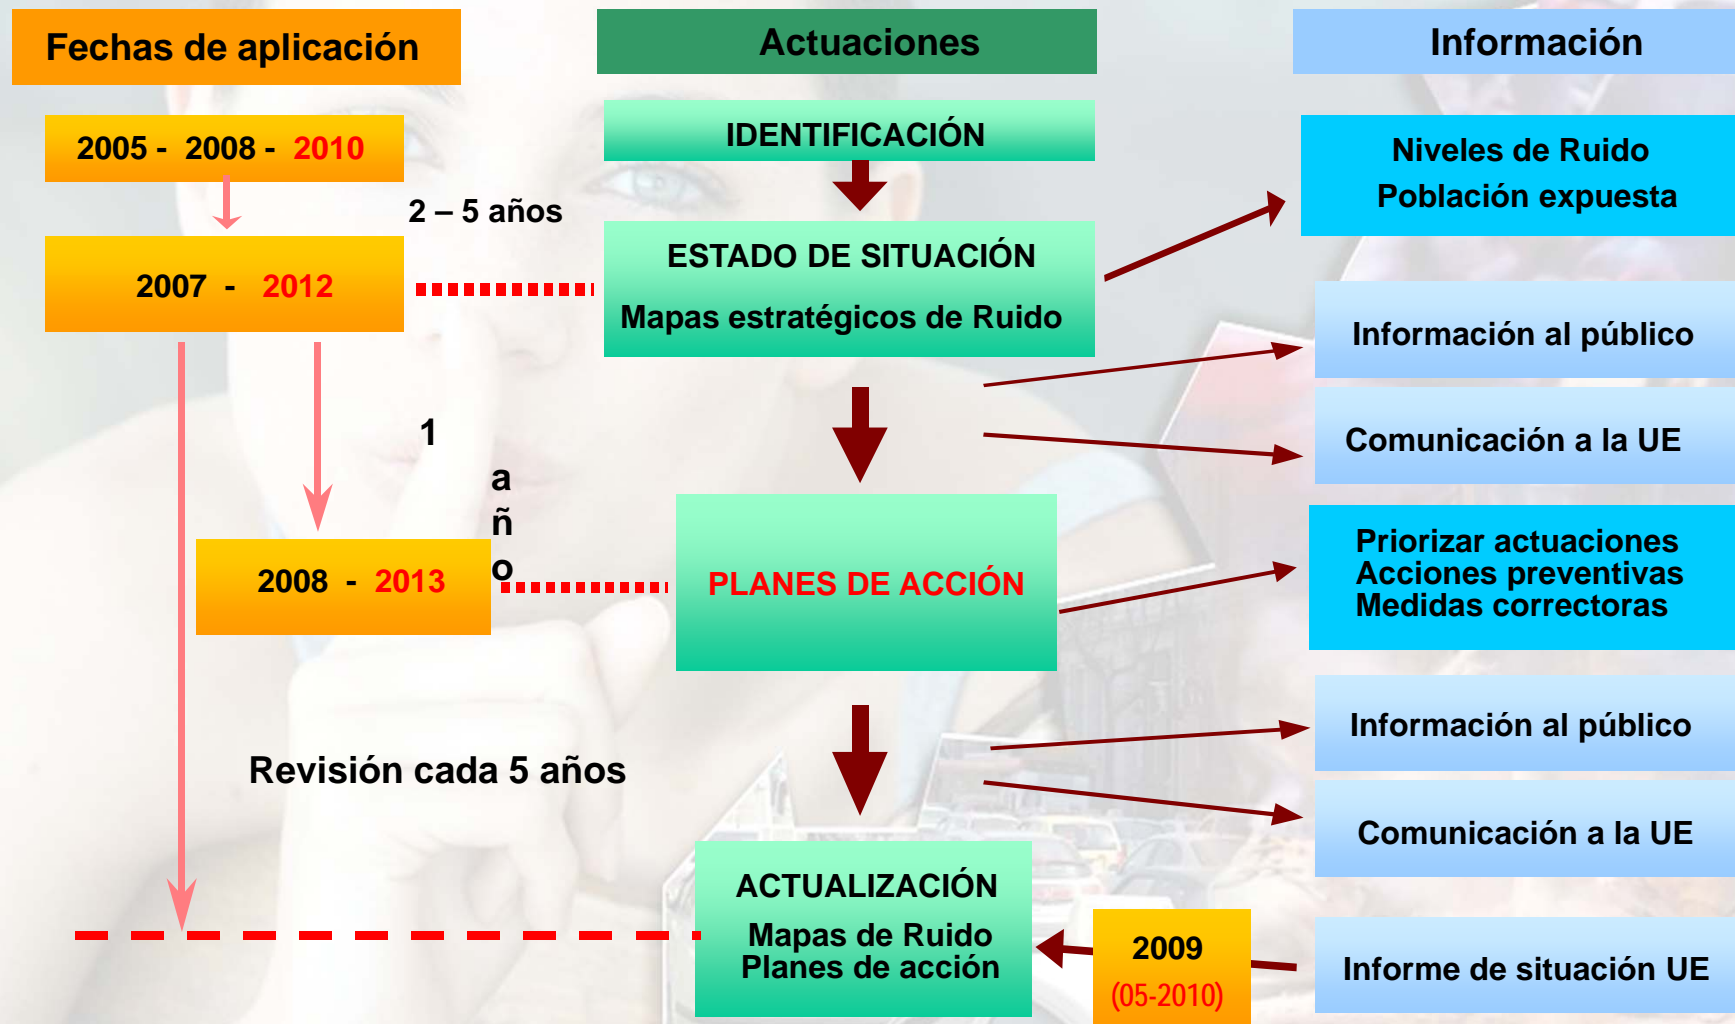 Fechas de aplicación
Actuaciones
Información
2005 - 2008 - 2010
IDENTIFICACIÓN
Niveles de Ruido
Población expuesta
2 – 5 años
2007 - 2012
ESTADO DE SITUACIÓN
Mapas estratégicos de Ruido
Información al público
Comunicación a la UE
1
a
ñ
o
2008 - 2013
PLANES DE ACCIÓN
Priorizar actuaciones
Acciones preventivas
Medidas correctoras
Información al público
Comunicación a la UE
Revisión cada 5 años
ACTUALIZACIÓN
Mapas de Ruido
Planes de acción
2009
(05-2010)
Informe de situación UE